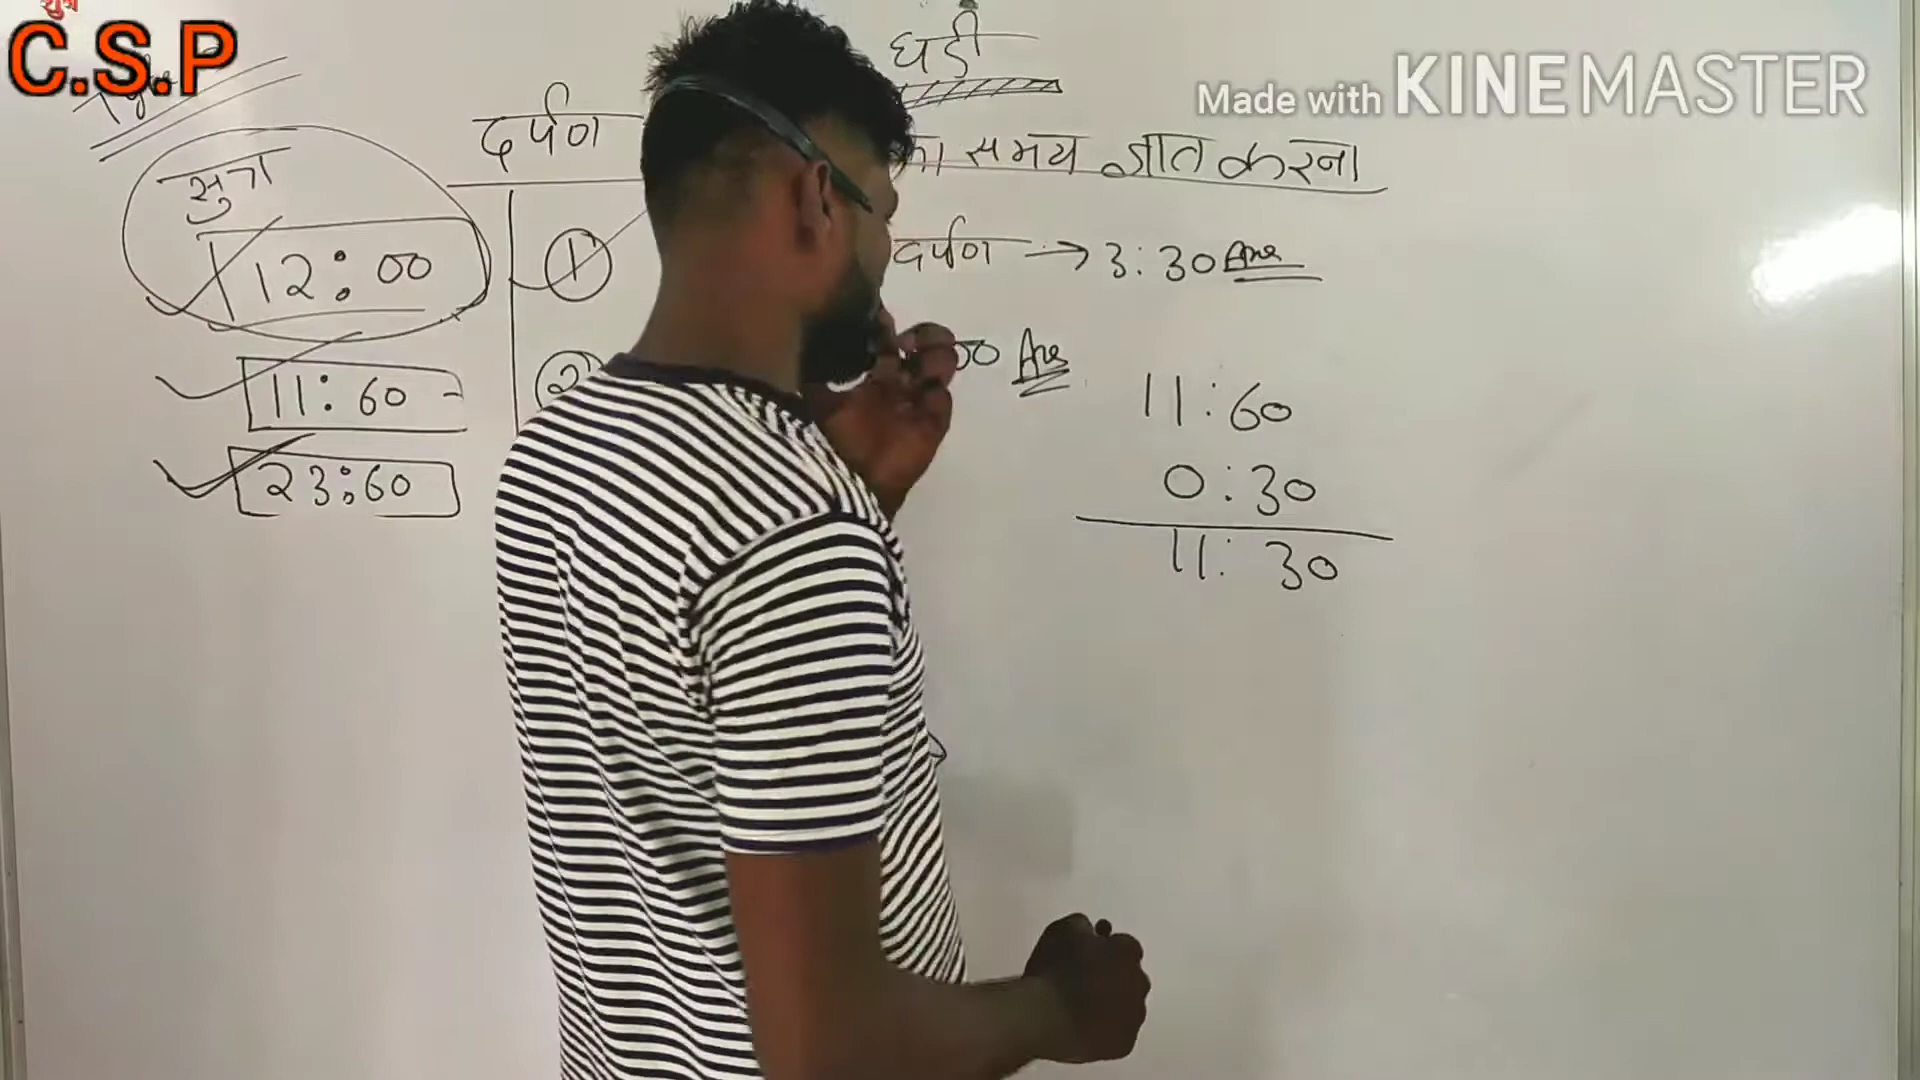 C.S.P
Made with KINEMASTER
घडी
दर्पण का समय ज्ञात करना
सुत्र
12:00
11:60
23:60
①
दर्पण → 3:30 Ans
②
00 Ans
11:60
0:30
11:30